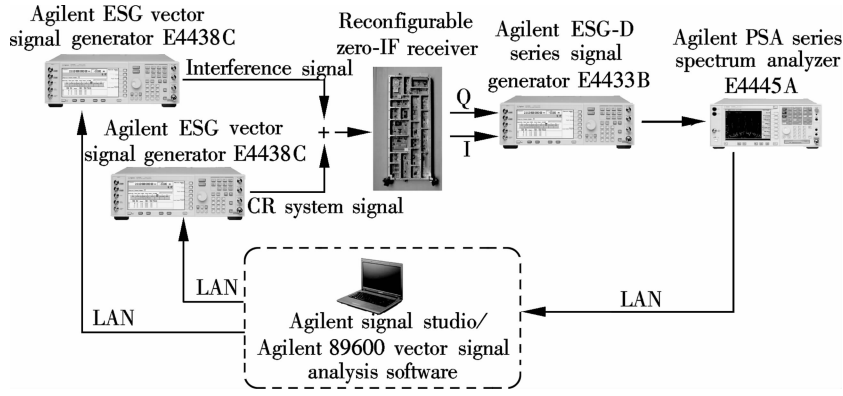 Agilent ESG vector
signal generator E4438C
Interference signal
Agilent ESG vector
signal generator E4438C
CR system signal
+
Reconfigurable
zero-IF receiver
Q
I
Agilent ESG-D
series signal
generator E4433B
Agilent PSA series
spectrum analyzer
E4445A
LAN
LAN
LAN
Agilent signal studio/
Agilent 89600 vector signal
analysis software